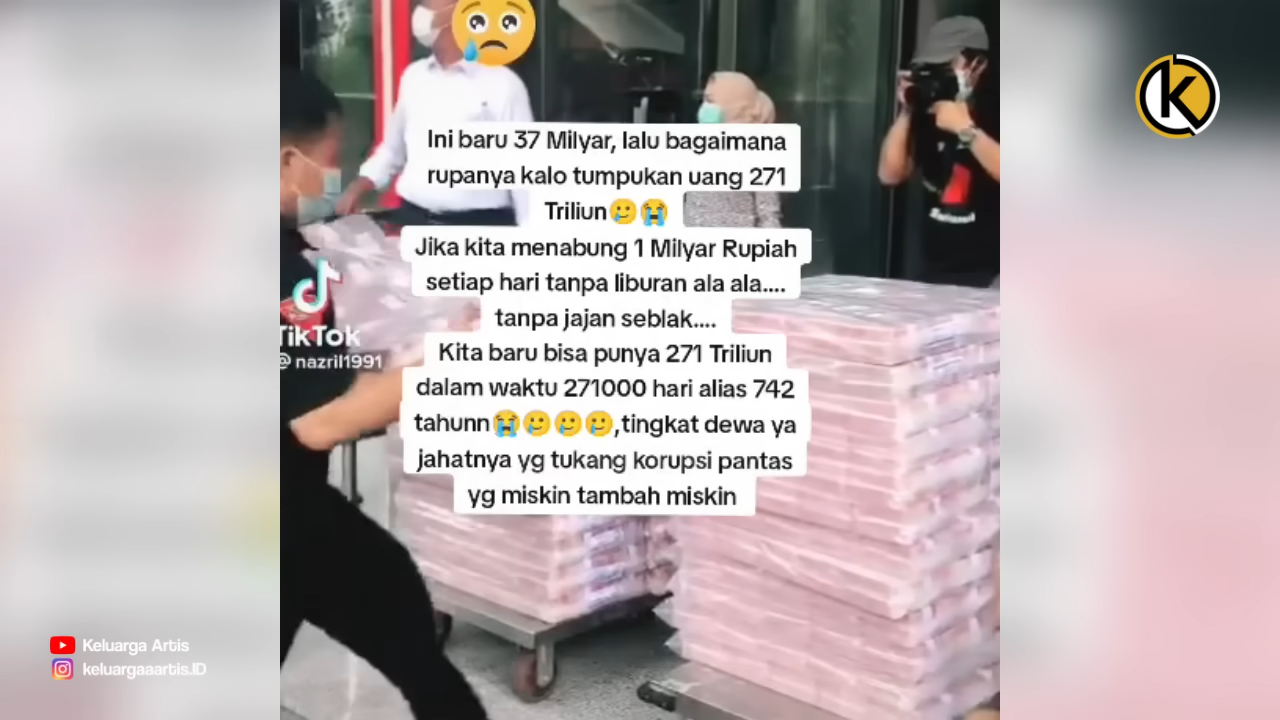 Ini baru 37 Milyar, lalu bagaimana
rupanya kalo tumpukan uang 271
Triliun🥲😭
Jika kita menabung 1 Milyar Rupiah
setiap hari tanpa liburan ala ala....
tanpa jajan seblak....
Kita baru bisa punya 271 Triliun
dalam waktu 271000 hari alias 742
tahunn😭🥲🥲🥲,tingkat dewa ya
jahatnya yg tukang korupsi pantas
yg miskin tambah miskin
TikTok
@ nazril1991
K
Keluarga Artis
keluargaaartis.ID